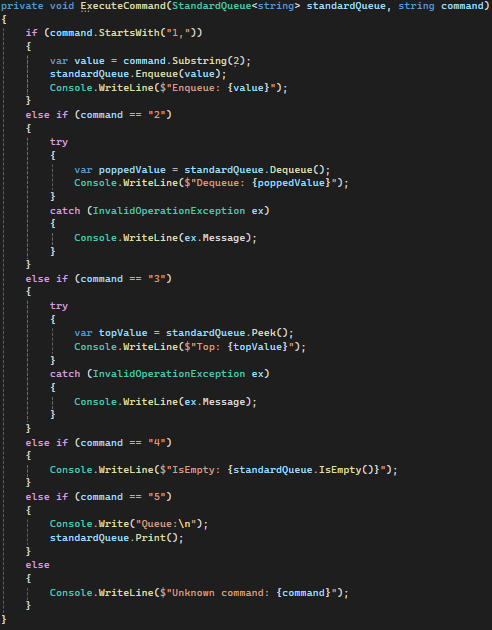 private void ExecuteCommand(StandardQueue<string> standardQueue, string command)
{
    if (command.StartsWith("1,"))
    {
        var value = command.Substring(2);
        standardQueue.Enqueue(value);
        Console.WriteLine($"Enqueue: {value}");
    }
    else if (command == "2")
    {
        try
        {
            var poppedValue = standardQueue.Dequeue();
            Console.WriteLine($"Dequeue: {poppedValue}");
        }
        catch (InvalidOperationException ex)
        {
            Console.WriteLine(ex.Message);
        }
    }
    else if (command == "3")
    {
        try
        {
            var topValue = standardQueue.Peek();
            Console.WriteLine($"Top: {topValue}");
        }
        catch (InvalidOperationException ex)
        {
            Console.WriteLine(ex.Message);
        }
    }
    else if (command == "4")
    {
        Console.WriteLine($"IsEmpty: {standardQueue.IsEmpty()}");
    }
    else if (command == "5")
    {
        Console.Write("Queue:\n");
        standardQueue.Print();
    }
    else
    {
        Console.WriteLine($"Unknown command: {command}");
    }
}